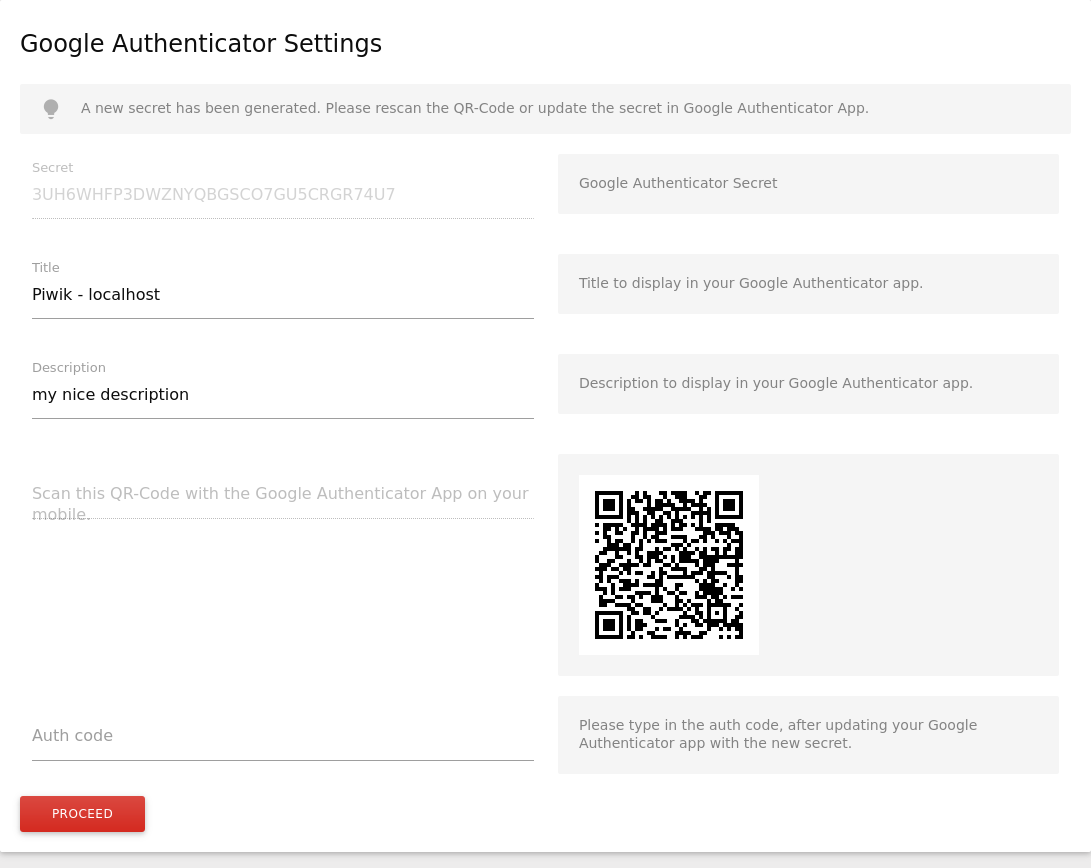 Google Authenticator Settings
A new secret has been generated. Please rescan the QR-Code or update the secret in Google Authenticator App.
Secret
3UH6WHFP3DWZNYQBGSCO7GU5CRGR74U7
Google Authenticator Secret
Title
Piwik - localhost
Title to display in your Google Authenticator app.
Description
my nice description
Description to display in your Google Authenticator app.
Scan this QR-Code with the Google Authenticator App on your
mobile.
Auth code
Please type in the auth code, after updating your Google
Authenticator app with the new secret.
PROCEED